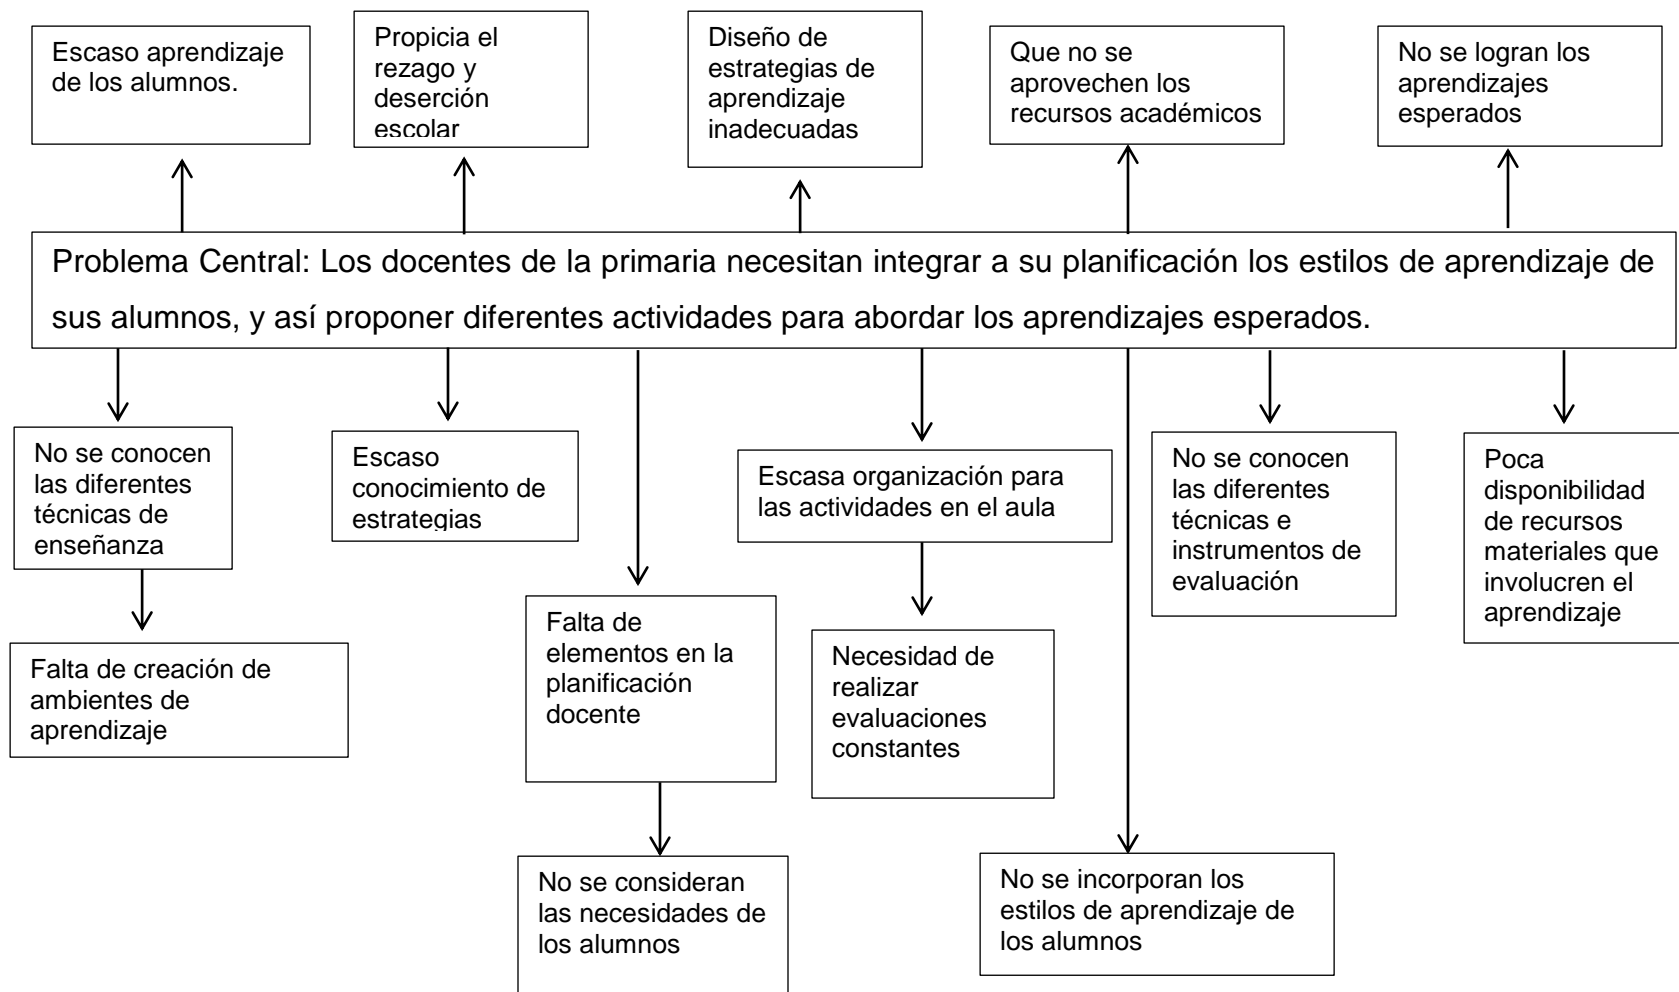 Escaso aprendizaje
de los alumnos.
Propicia el
rezago y
deserción
escolar
Diseño de
estrategias de
aprendizaje
inadecuadas
Que no se
aprovechen los
recursos académicos
No se logran los
aprendizajes
esperados
Problema Central: Los docentes de la primaria necesitan integrar a su planificación los estilos de aprendizaje de
sus alumnos, y así proponer diferentes actividades para abordar los aprendizajes esperados.
No se conocen
las diferentes
técnicas de
enseñanza
Escaso
conocimiento de
estrategias
Escasa organización para
las actividades en el aula
No se conocen
las diferentes
técnicas e
instrumentos de
evaluación
Poca
disponibilidad
de recursos
materiales que
involucren el
aprendizaje
Falta de creación de
ambientes de
aprendizaje
Falta de
elementos en la
planificación
docente
Necesidad de
realizar
evaluaciones
constantes
No se consideran
las necesidades de
los alumnos
No se incorporan los
estilos de aprendizaje de
los alumnos